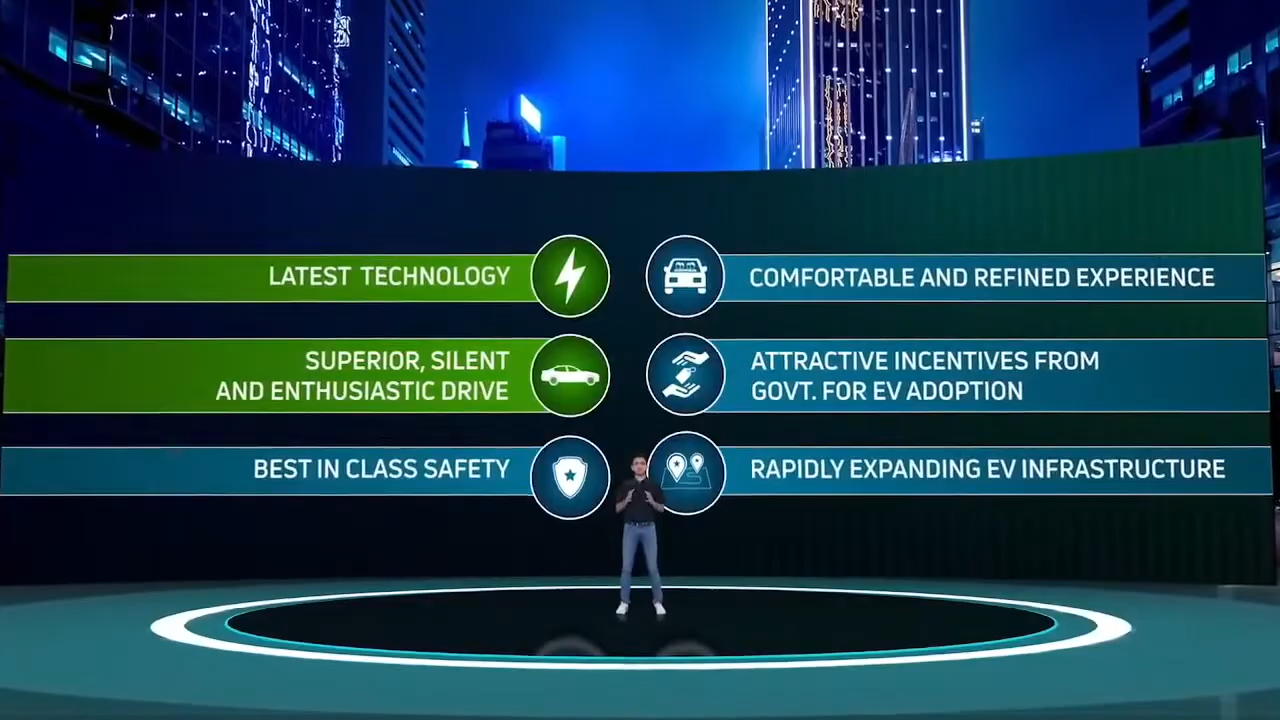 LATEST TECHNOLOGY
SUPERIOR, SILENT
AND ENTHUSIASTIC DRIVE
BEST IN CLASS SAFETY
COMFORTABLE AND REFINED EXPERIENCE
ATTRACTIVE INCENTIVES FROM
GOVT. FOR EV ADOPTION
RAPIDLY EXPANDING EV INFRASTRUCTURE